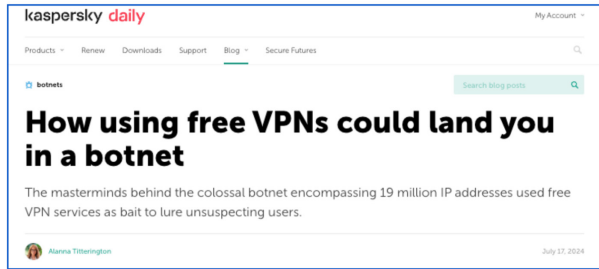 kaspersky daily
My Account
Products Renew Downloads Support Blog Secure Futures
botnets
Search blog posts
How using free VPNs could land you
in a botnet
The masterminds behind the colossal botnet encompassing 19 million IP addresses used free
VPN services as bait to lure unsuspecting users.
Alanna Titterington
July 17, 2024